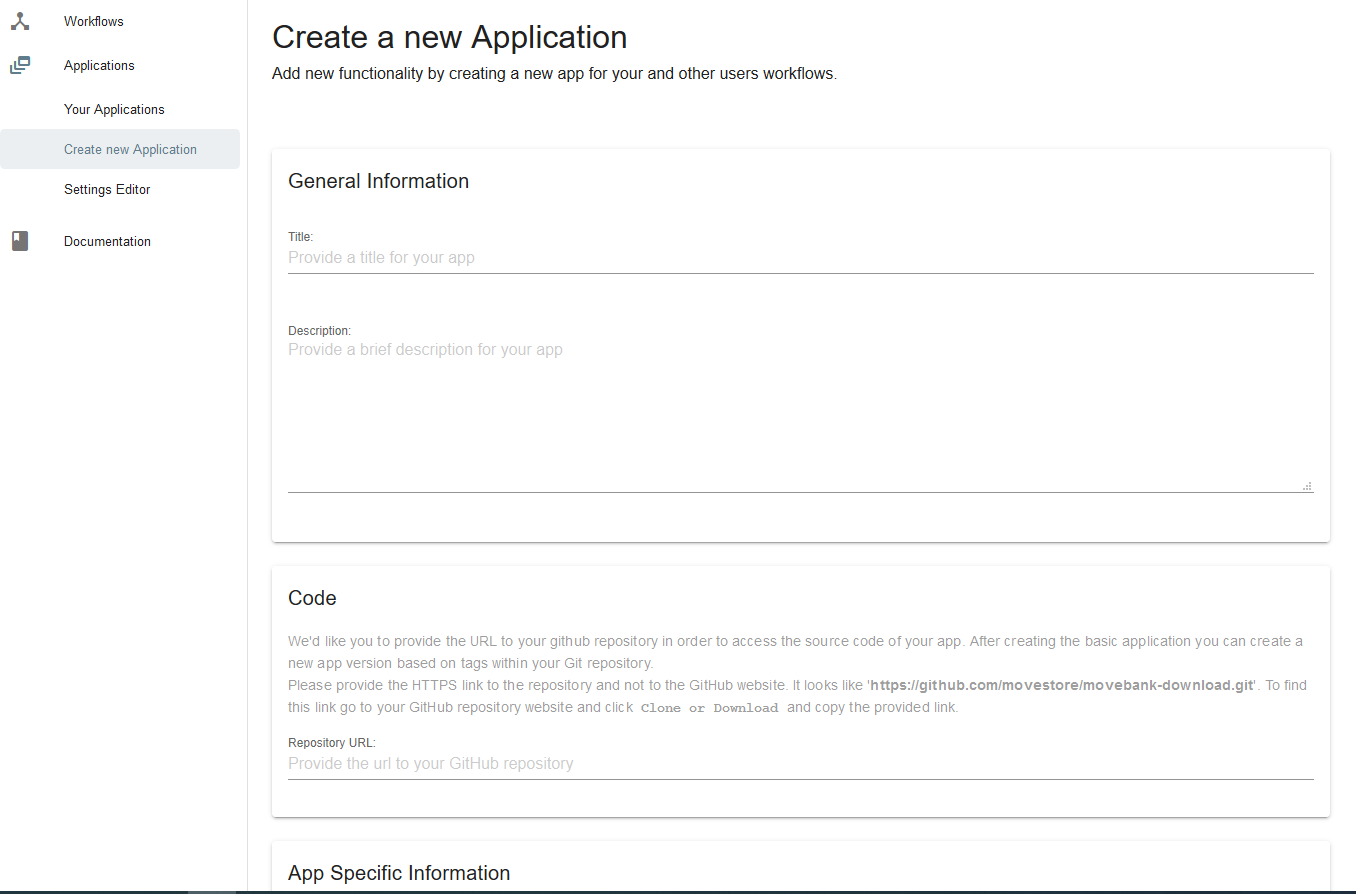 Workflows
Applications
Your Applications
Create new Application
Settings Editor
Documentation
Create a new Application
Add new functionality by creating a new app for your and other users workflows.
General Information
Title:
Provide a title for your app
Description:
Provide a brief description for your app
Code
We'd like you to provide the URL to your github repository in order to access the source code of your app. After creating the basic application you can create a
new app version based on tags within your Git repository.
Please provide the HTTPS link to the repository and not to the GitHub website. It looks like 'https://github.com/movestore/movebank-download.git'. To find
this link go to your GitHub repository website and click Clone or Download and copy the provided link.
Repository URL:
Provide the url to your GitHub repository
App Specific Information